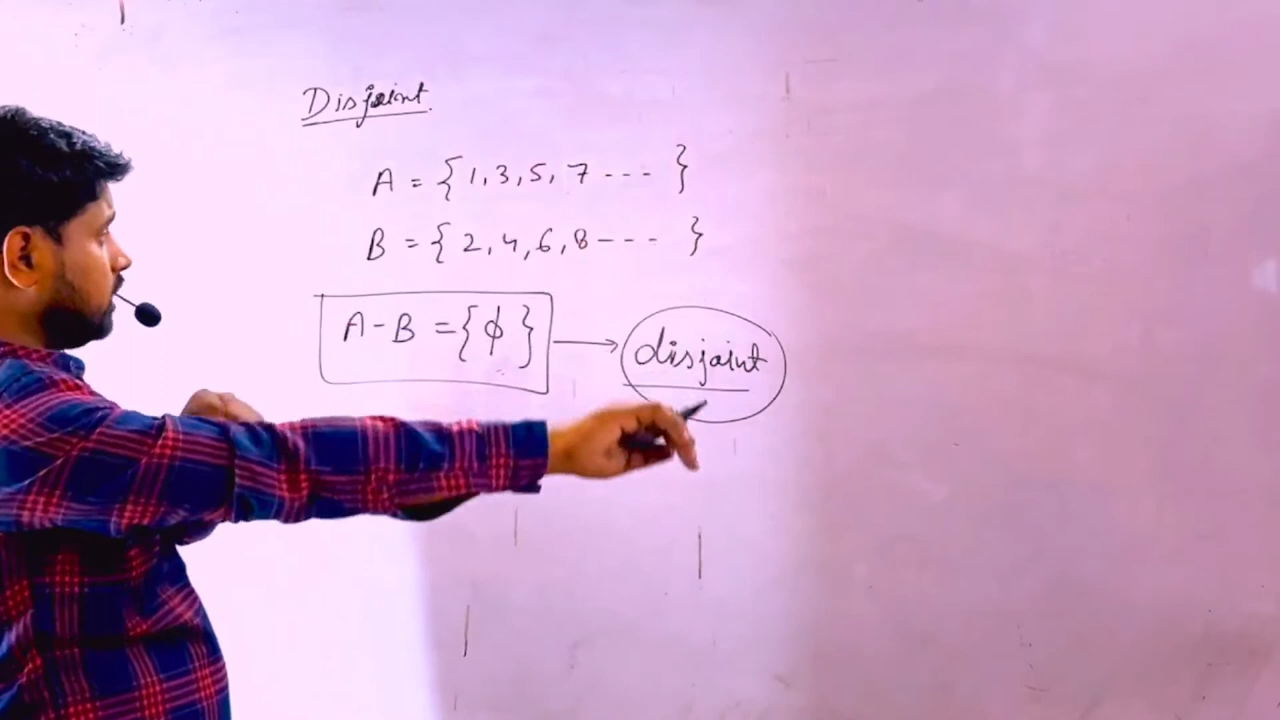 Disjoint
A = { 1, 3, 5, 7 - - - }
B = { 2, 4, 6, 8 - - - }
A - B = { ϕ } → disjoint